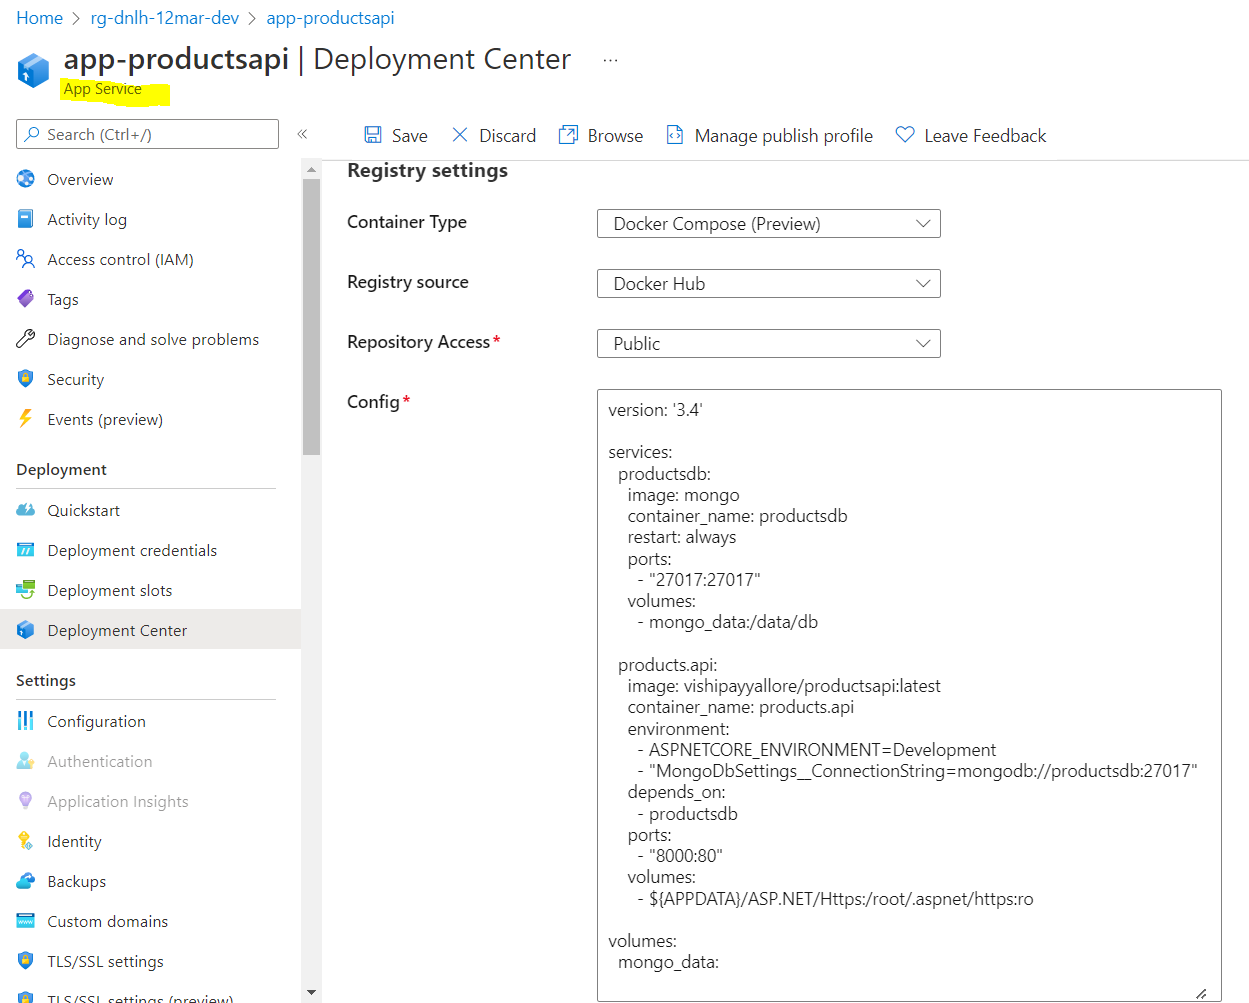 Home > rg-dnlh-12mar-dev > app-productsapi
app-productsapi | Deployment Center ...
App Service
Search (Ctrl+/)
«
Save
Discard
Browse
Manage publish profile
Leave Feedback
Overview
Activity log
Access control (IAM)
Tags
Diagnose and solve problems
Security
Events (preview)
Deployment
Quickstart
Deployment credentials
Deployment slots
Deployment Center
Settings
Configuration
Authentication
Application Insights
Identity
Backups
Custom domains
TLS/SSL settings
TLS/SSL settings (preview)
Registry settings
Container Type
Docker Compose (Preview)
Registry source
Docker Hub
Repository Access*
Public
Config*
version: '3.4'
services:
  productsdb:
    image: mongo
    container_name: productsdb
    restart: always
    ports:
      - "27017:27017"
    volumes:
      - mongo_data:/data/db
  products.api:
    image: vishipayyallore/productsapi:latest
    container_name: products.api
    environment:
      - ASPNETCORE_ENVIRONMENT=Development
      - "MongoDbSettings__ConnectionString=mongodb://productsdb:27017"
    depends_on:
      - productsdb
    ports:
      - "8000:80"
    volumes:
      - ${APPDATA}/ASP.NET/Https:/root/.aspnet/https:ro
volumes:
  mongo_data: